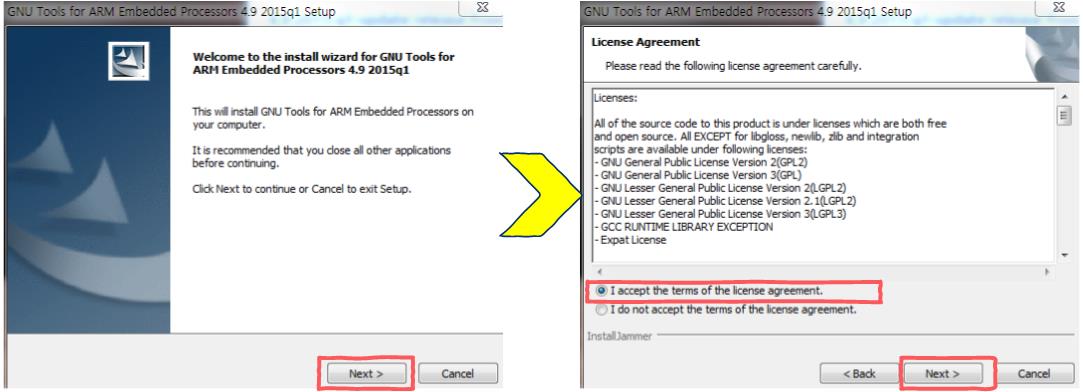 GNU Tools for ARM Embedded Processors 4.9 2015q1 Setup
Welcome to the install wizard for GNU Tools for
ARM Embedded Processors 4.9 2015q1
This will install GNU Tools for ARM Embedded Processors on
your computer.
It is recommended that you close all other applications
before continuing.
Click Next to continue or Cancel to exit Setup.
Next >
Cancel
GNU Tools for ARM Embedded Processors 4.9 2015q1 Setup
License Agreement
Please read the following license agreement carefully.
Licenses:
All of the source code to this product is under licenses which are both free
and open source. All EXCEPT for libgloss, newlib, zlib and integration
scripts are available under following licenses:
- GNU General Public License Version 2(GPL2)
- GNU General Public License Version 3(GPL)
- GNU Lesser General Public License Version 2(LGPL2)
- GNU Lesser General Public License Version 2.1(LGPL2)
- GNU Lesser General Public License Version 3(LGPL3)
- GCC RUNTIME LIBRARY EXCEPTION
- Expat License
I accept the terms of the license agreement.
I do not accept the terms of the license agreement.
InstallJammer
< Back
Next >
Cancel